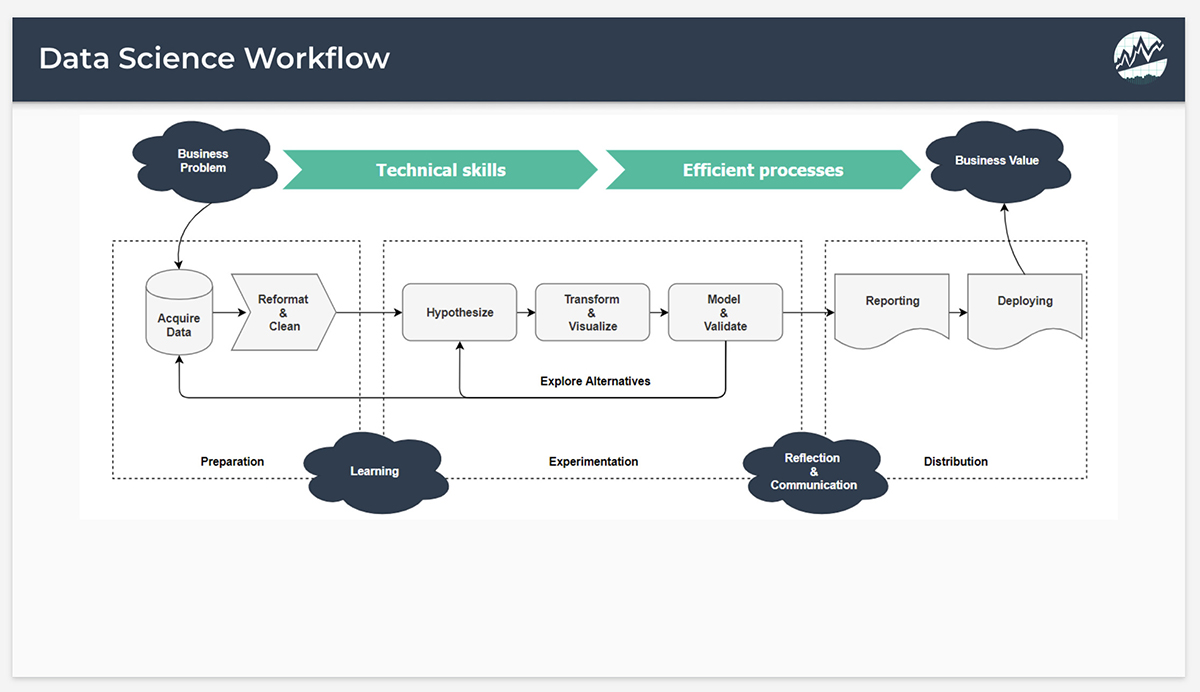 Data Science Workflow
Business
Problem
Technical skills
Efficient processes
Business Value
Acquire
Data
Reformat
&
Clean
Hypothesize
Transform
&
Visualize
Model
&
Validate
Reporting
Deploying
Explore Alternatives
Preparation
Learning
Experimentation
Reflection
&
Communication
Distribution